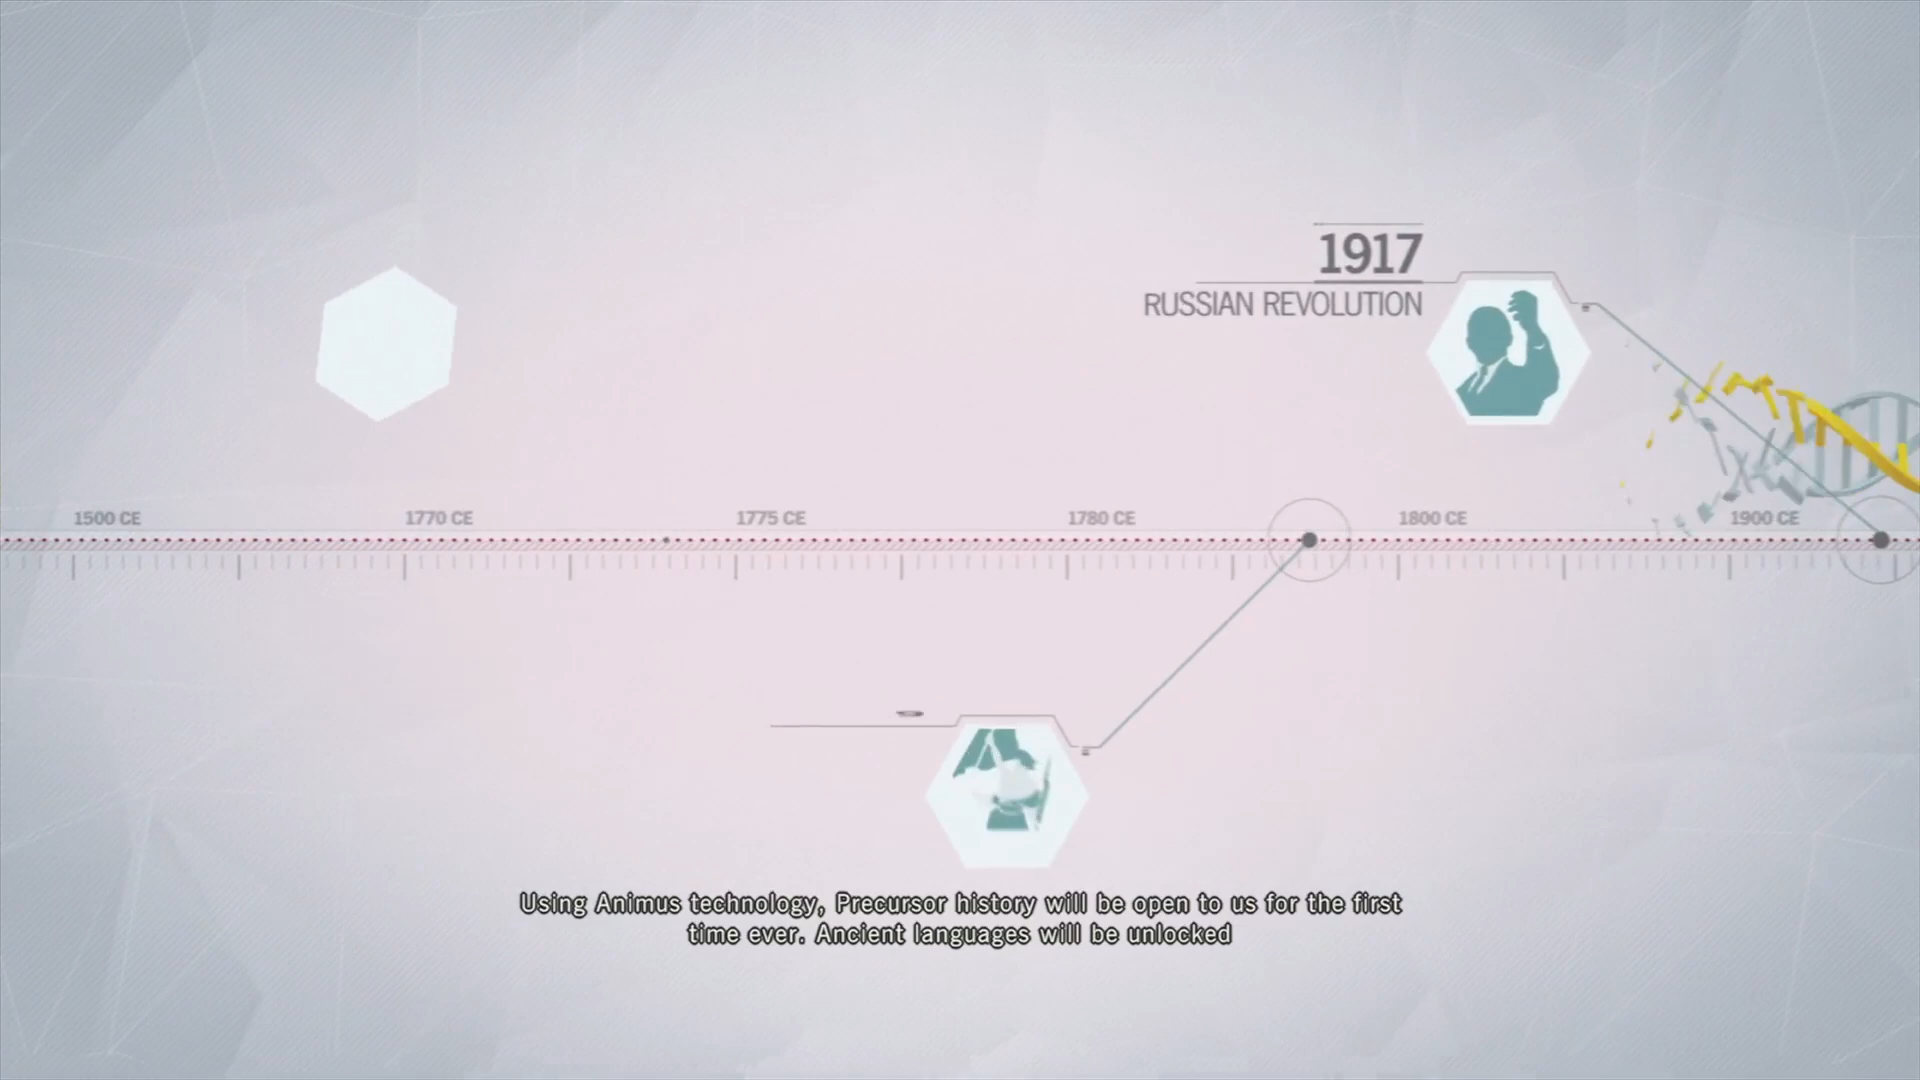 1917
RUSSIAN REVOLUTION
1500 CE
1770 CE
1775 CE
1780 CE
1800 CE
1900 CE
Using Animus technology, Precursor history will be open to us for the first
time ever. Ancient languages will be unlocked